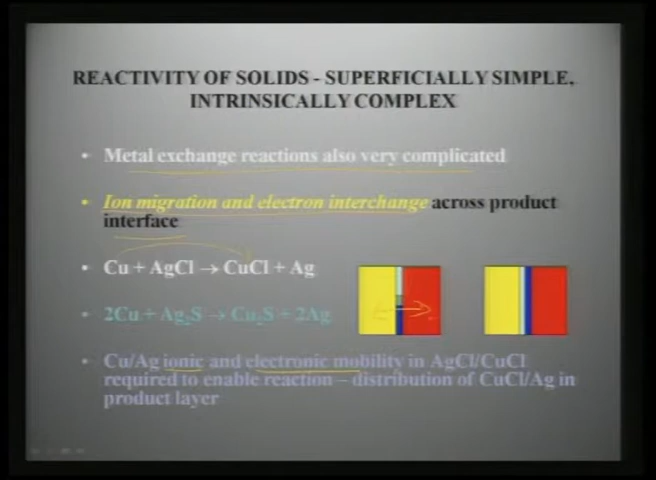 REACTIVITY OF SOLIDS - SUPERFICIALLY SIMPLE,
INTRINSICALLY COMPLEX
• Metal exchange reactions also very complicated
• Ion migration and electron interchange across product
interface
• Cu + AgCl → CuCl + Ag
• 2Cu + Ag₂S → Cu₂S + 2Ag
• Cu/Ag ionic and electronic mobility in AgCl/CuCl
required to enable reaction – distribution of CuCl/Ag in
product layer